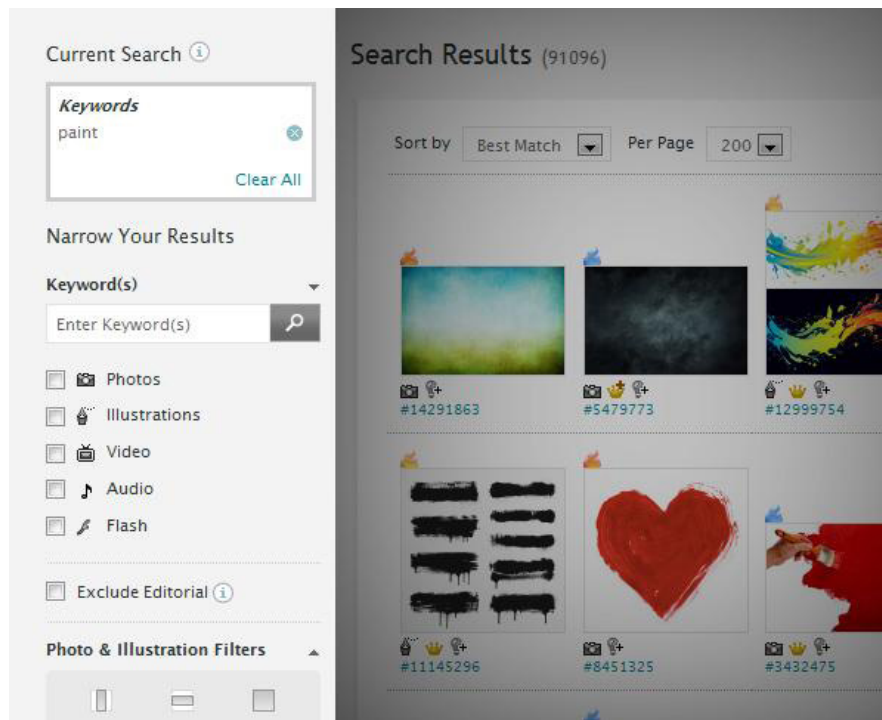 Current Search
Keywords
paint
Clear All
Narrow Your Results
Keyword(s)
Enter Keyword(s)
Photos
Illustrations
Video
Audio
Flash
Exclude Editorial
Photo & Illustration Filters
Search Results (91096)
Sort by Best Match Per Page 200
#14291863 #5479773 #12999754
#11145296 #8451325 #3432475